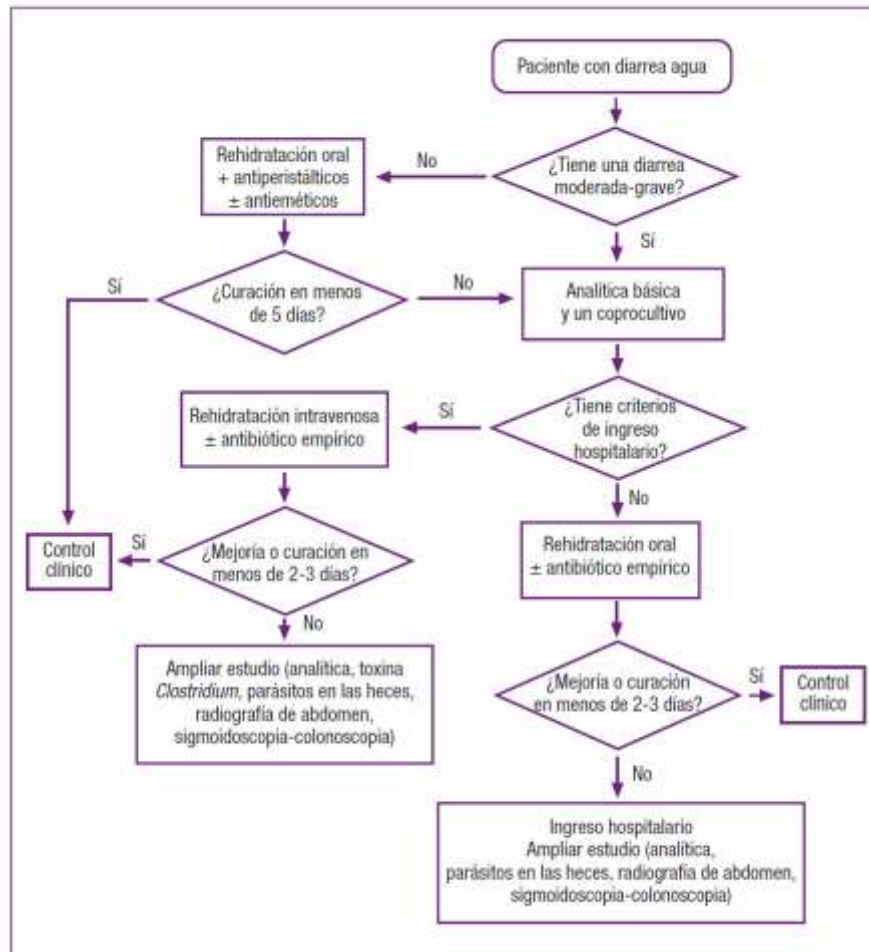 Paciente con diarrea agua
¿Tiene una diarrea
moderada-grave?
No
Rehidratación oral
+ antiperistálticos
± antieméticos
Sí
¿Curación en menos
de 5 días?
Sí
No
Analítica básica
y un coprocultivo
¿Tiene criterios
de ingreso
hospitalario?
Sí
Rehidratación intravenosa
± antibiótico empírico
No
¿Mejoría o curación en
menos de 2-3 días?
Sí
Control
clínico
No
Ampliar estudio (analítica, toxina
Clostridium, parásitos en las heces,
radiografía de abdomen,
sigmoidoscopia-colonoscopia)
Rehidratación oral
± antibiótico empírico
¿Mejoría o curación
en menos de 2-3 días?
Sí
Control
clínico
No
Ingreso hospitalario
Ampliar estudio (analítica,
parásitos en las heces, radiografía de abdomen,
sigmoidoscopia-colonoscopia)